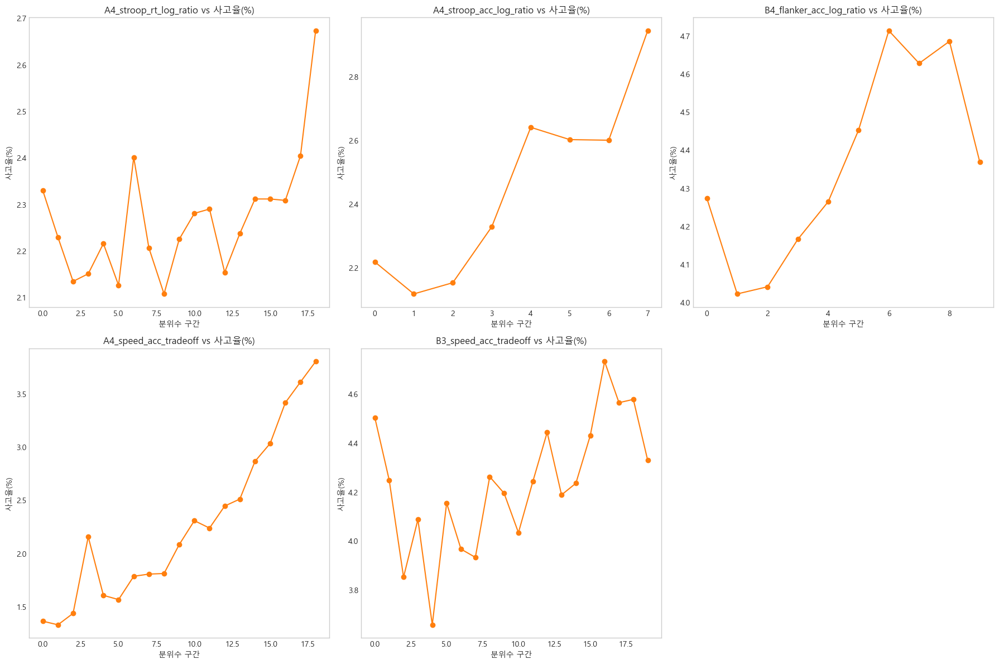 A4_stroop_rt_log_ratio vs 사고율(%)
2.7
2.6
2.5
2.4
2.3
2.2
2.1
사고율(%)
0.0 2.5 5.0 7.5 10.0 12.5 15.0 17.5
분위수 구간
A4_stroop_acc_log_ratio vs 사고율(%)
2.8
2.6
2.4
2.2
사고율(%)
0 1 2 3 4 5 6 7
분위수 구간
B4_flanker_acc_log_ratio vs 사고율(%)
4.7
4.6
4.5
4.4
4.3
4.2
4.1
4.0
사고율(%)
0 2 4 6 8
분위수 구간
A4_speed_acc_tradeoff vs 사고율(%)
3.5
3.0
2.5
2.0
1.5
사고율(%)
0.0 2.5 5.0 7.5 10.0 12.5 15.0 17.5
분위수 구간
B3_speed_acc_tradeoff vs 사고율(%)
4.6
4.4
4.2
4.0
3.8
사고율(%)
0.0 2.5 5.0 7.5 10.0 12.5 15.0 17.5
분위수 구간